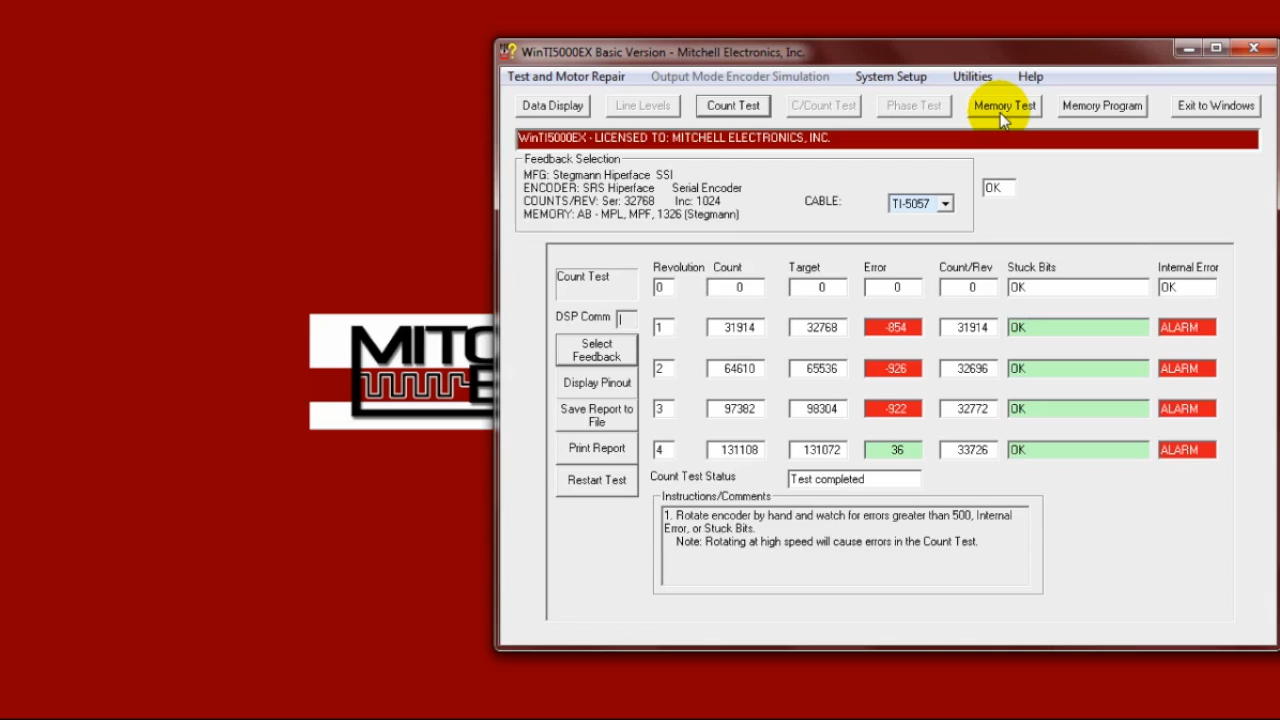 WinTI5000EX Basic Version - Mitchell Electronics, Inc.
Test and Motor Repair Output Mode Encoder Simulation System Setup Utilities Help
Data Display Line Levels Count Test C/Count Test Phase Test Memory Test Memory Program Exit to Windows
WinTI5000EX - LICENSED TO: MITCHELL ELECTRONICS, INC.
Feedback Selection
MFG: Stegmann Hiperface SSI
ENCODER: SRS Hiperface Serial Encoder
COUNTS/REV: Ser: 32768 Inc: 1024
MEMORY: AB - MPL, MPF, 1326 (Stegmann)
CABLE: TI-5057
OK
Count Test
DSP Comm |
Select
Feedback
Display Pinout
Save Report to
File
Print Report
Restart Test
Revolution Count Target Error Count/Rev Stuck Bits Internal Error
0 0 0 0 0 OK OK
1 31914 32768 -854 31914 OK ALARM
2 64610 65536 -926 32696 OK ALARM
3 97382 98304 -922 32772 OK ALARM
4 131108 131072 36 33726 OK ALARM
Count Test Status Test completed
Instructions/Comments
1. Rotate encoder by hand and watch for errors greater than 500, Internal
Error, or Stuck Bits.
Note: Rotating at high speed will cause errors in the Count Test.
MITC
E